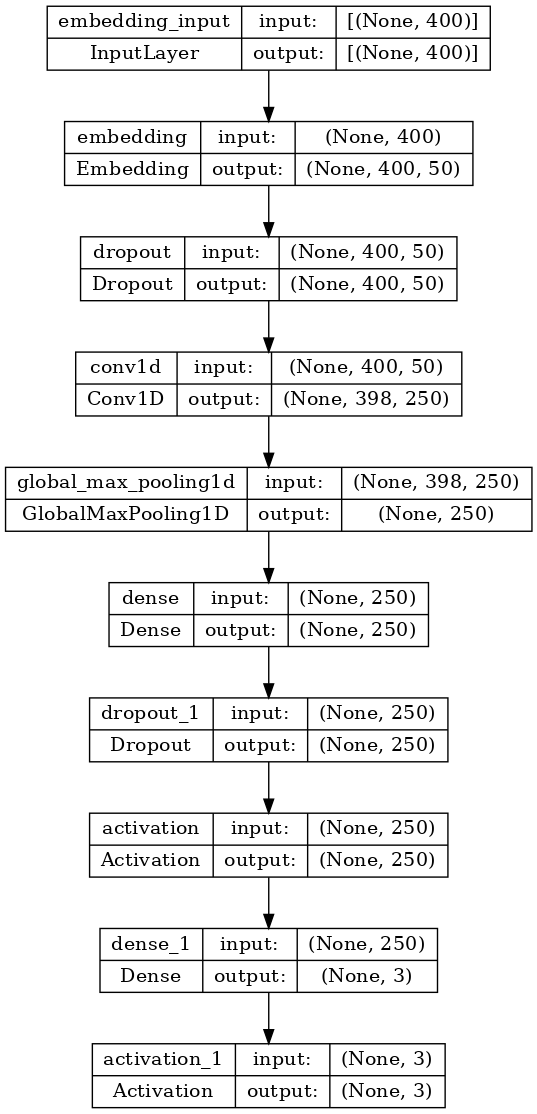 embedding_input input: [(None, 400)]
InputLayer output: [(None, 400)]
embedding input: (None, 400)
Embedding output: (None, 400, 50)
dropout input: (None, 400, 50)
Dropout output: (None, 400, 50)
conv1d input: (None, 400, 50)
Conv1D output: (None, 398, 250)
global_max_pooling1d input: (None, 398, 250)
GlobalMaxPooling1D output: (None, 250)
dense input: (None, 250)
Dense output: (None, 250)
dropout_1 input: (None, 250)
Dropout output: (None, 250)
activation input: (None, 250)
Activation output: (None, 250)
dense_1 input: (None, 250)
Dense output: (None, 3)
activation_1 input: (None, 3)
Activation output: (None, 3)